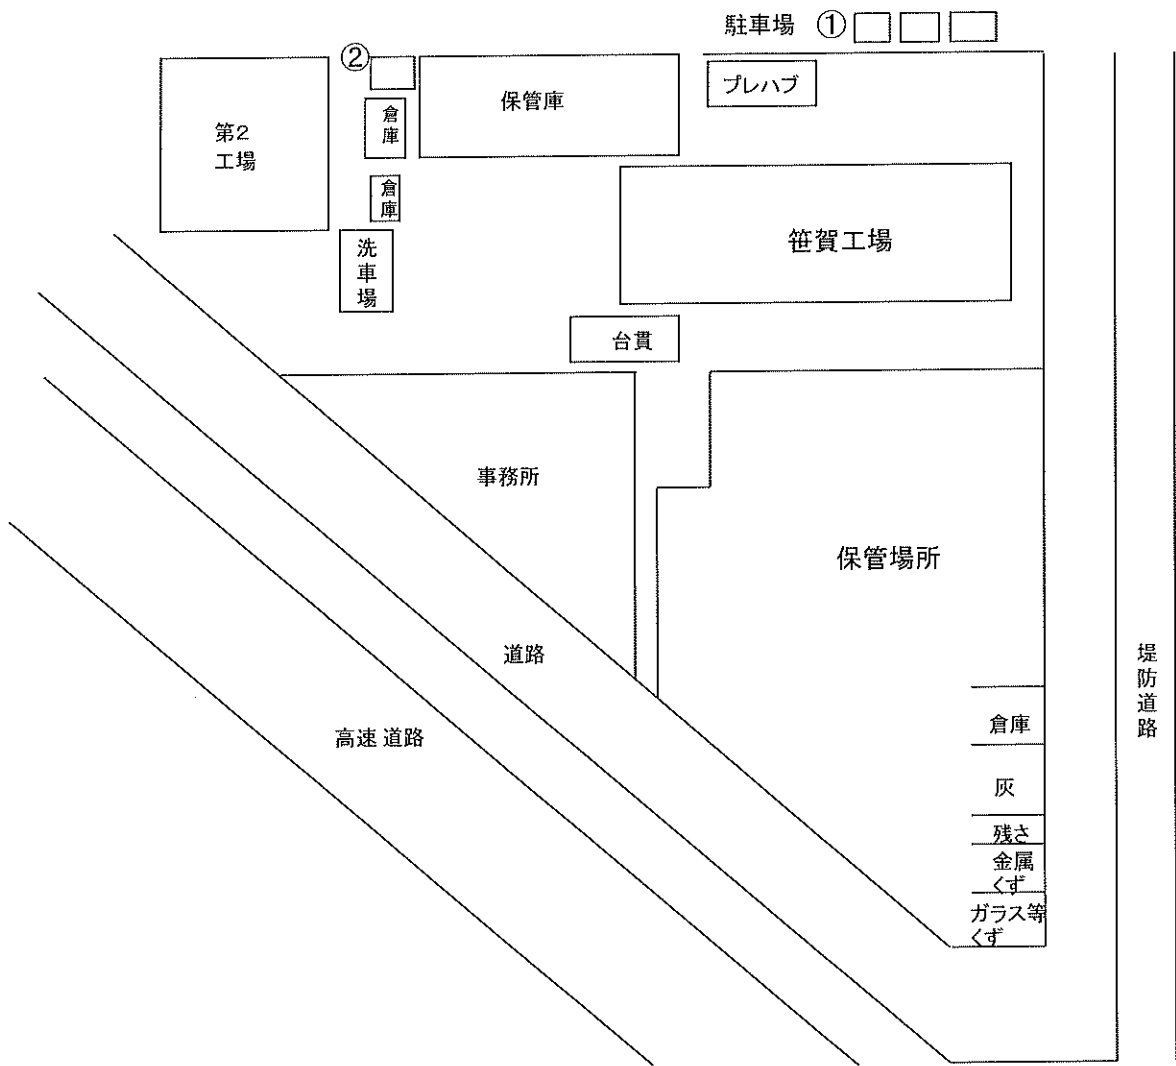 駐車場 ①
②
プレハブ
保管庫
倉庫
第2
工場
倉庫
笹賀工場
洗車場
台貫
事務所
保管場所
道路
堤防道路
高速 道路
倉庫
灰
残さ
金属
くず
ガラス等
くず